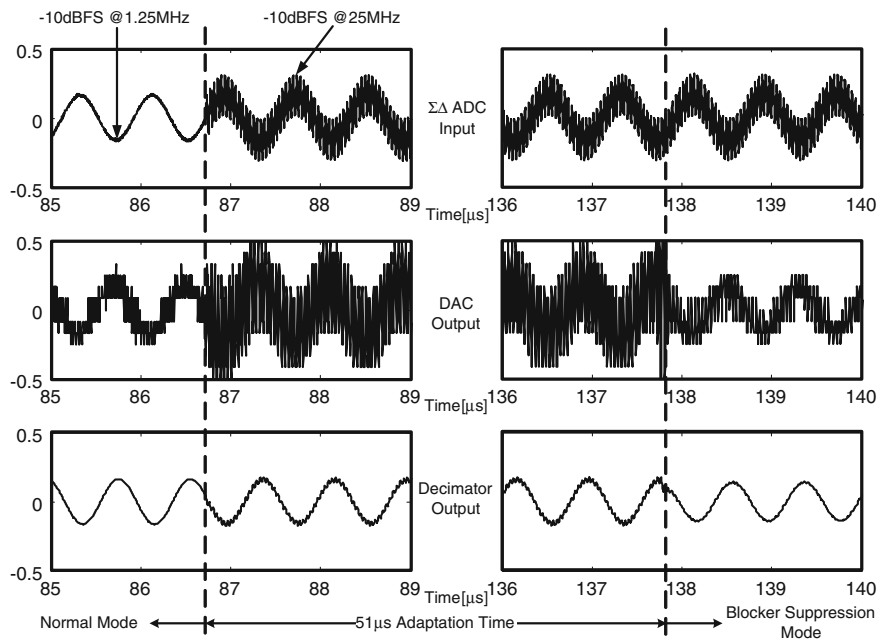 -10dBFS @1.25MHz
-10dBFS @25MHz
0.5
0
-0.5
85 86 87 88 89
Time[μs]
ΣΔ ADC
Input
136 137 138 139 140
0.5
0
-0.5
85 86 87 88 89
Time[μs]
DAC
Output
136 137 138 139 140
0.5
0
-0.5
85 86 87 88 89
Time[μs]
Decimator
Output
136 137 138 139 140
Normal Mode
51μs Adaptation Time
Blocker Suppression
Mode